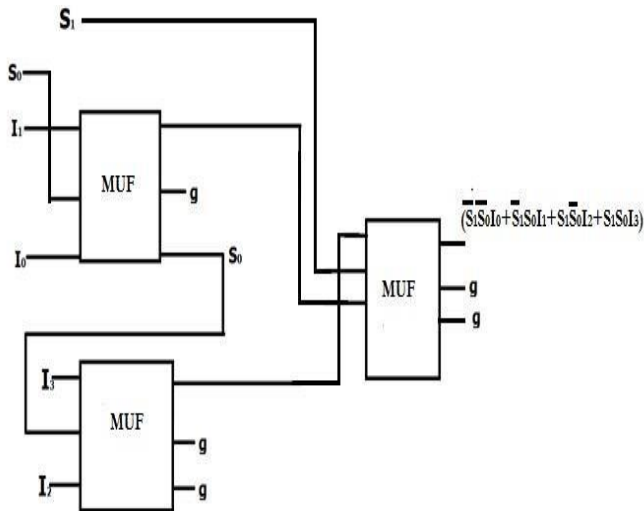 S₁
S₀
I₁
MUF
g
I₀
S₀
(S̅₁S̅₀I₀+S̅₁S₀I₁+S₁S̅₀I₂+S₁S₀I₃)
MUF
g
g
I₃
MUF
g
I₂
g